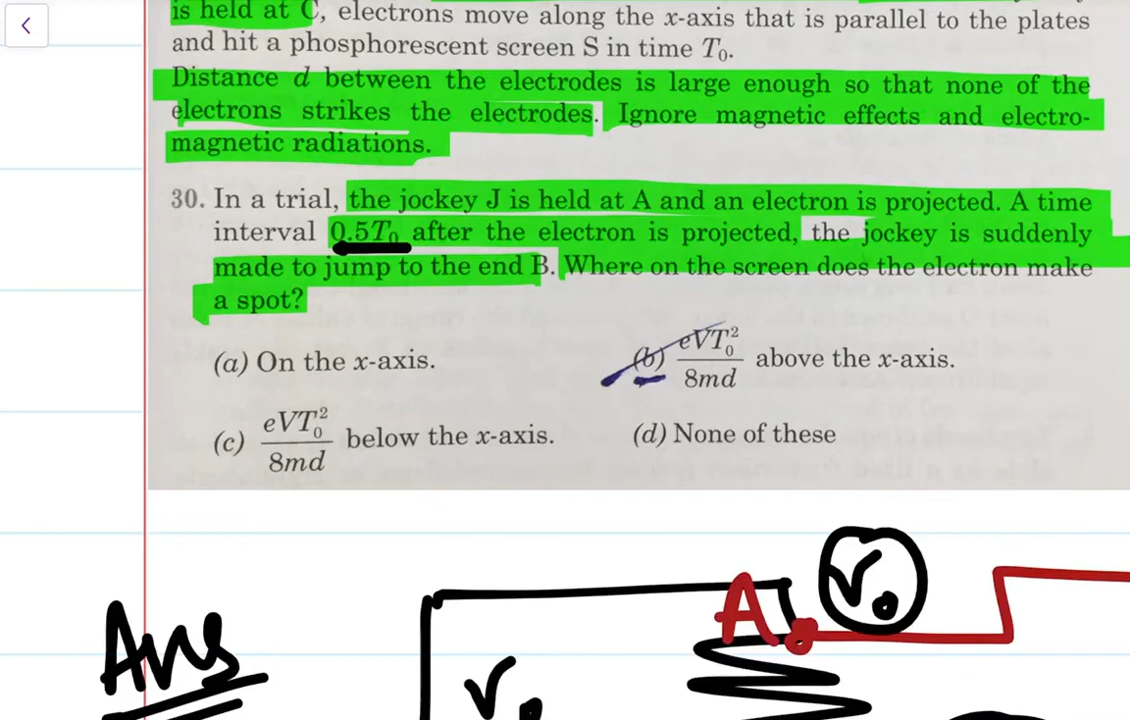 is held at C, electrons move along the x-axis that is parallel to the plates
and hit a phosphorescent screen S in time T₀.
Distance d between the electrodes is large enough so that none of the
electrons strikes the electrodes. Ignore magnetic effects and electro-
magnetic radiations.
30. In a trial, the jockey J is held at A and an electron is projected. A time
interval 0.5T₀ after the electron is projected, the jockey is suddenly
made to jump to the end B. Where on the screen does the electron make
a spot?
(a) On the x-axis. (b) eVT₀²/8md above the x-axis.
(c) eVT₀²/8md below the x-axis. (d) None of these
A V₀
Ans
V₀